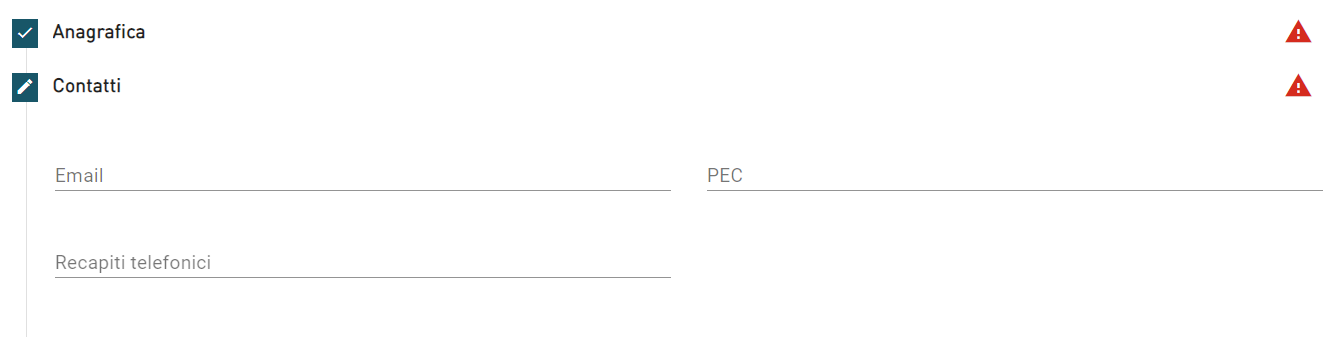 Anagrafica
Contatti
Email
PEC
Recapiti telefonici